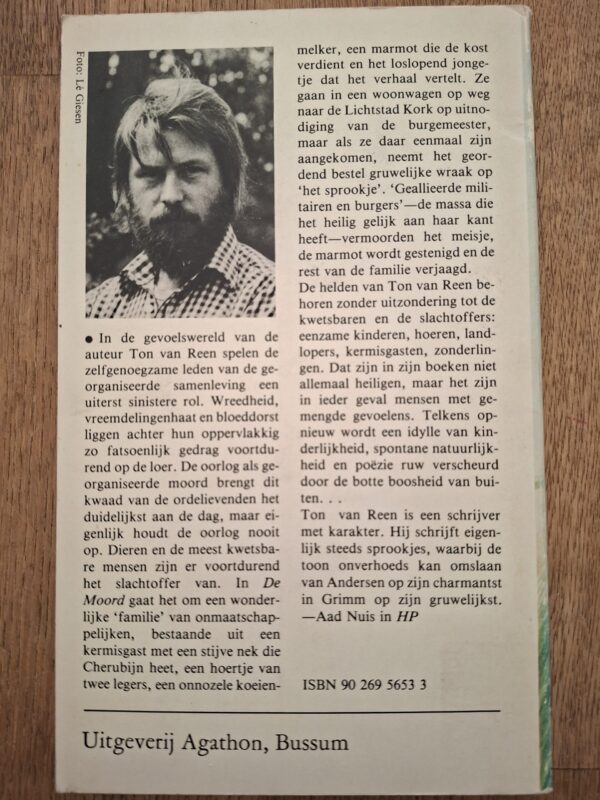 Foto: Lé Giesen
● In de gevoelswereld van de
auteur Ton van Reen spelen de
zelfgenoegzame leden van de ge-
organiseerde samenleving een
uiterst sinistere rol. Wreedheid,
vreemdelingenhaat en bloeddorst
liggen achter hun oppervlakkig
zo fatsoenlijk gedrag voortdu-
rend op de loer. De oorlog als ge-
organiseerde moord brengt dit
kwaad van de ordelievenden het
duidelijkst aan de dag, maar ei-
genlijk houdt de oorlog nooit
op. Dieren en de meest kwetsba-
re mensen zijn er voortdurend
het slachtoffer van. In De
Moord gaat het om een wonder-
lijke ‘familie’ van onmaatschap-
pelijken, bestaande uit een
kermisgast met een stijve nek die
Cherubijn heet, een hoertje van
twee legers, een onnozele koeien-
melker, een marmot die de kost
verdient en het loslopend jonge-
tje dat het verhaal vertelt. Ze
gaan in een woonwagen op weg
naar de Lichtstad Kork op uitno-
diging van de burgemeester,
maar als ze daar eenmaal zijn
aangekomen, neemt het geor-
dend bestel gruwelijke wraak op
‘het sprookje’. ‘Geallieerde mili-
tairen en burgers’—de massa die
het heilig gelijk aan haar kant
heeft—vermoorden het meisje,
de marmot wordt gestenigd en de
rest van de familie verjaagd.
De helden van Ton van Reen be-
horen zonder uitzondering tot de
kwetsbaren en de slachtoffers:
eenzame kinderen, hoeren, land-
lopers, kermisgasten, zonderlin-
gen. Dat zijn in zijn boeken niet
allemaal heiligen, maar het zijn
in ieder geval mensen met ge-
mengde gevoelens. Telkens op-
nieuw wordt een idylle van kin-
derlijkheid, spontane natuurlijk-
heid en poëzie ruw verscheurd
door de botte boosheid van bui-
ten. . .
Ton van Reen is een schrijver
met karakter. Hij schrijft eigen-
lijk steeds sprookjes, waarbij de
toon onverhoeds kan omslaan
van Andersen op zijn charmantst
in Grimm op zijn gruwelijkst.
—Aad Nuis in HP
ISBN 90 269 5653 3
Uitgeverij Agathon, Bussum